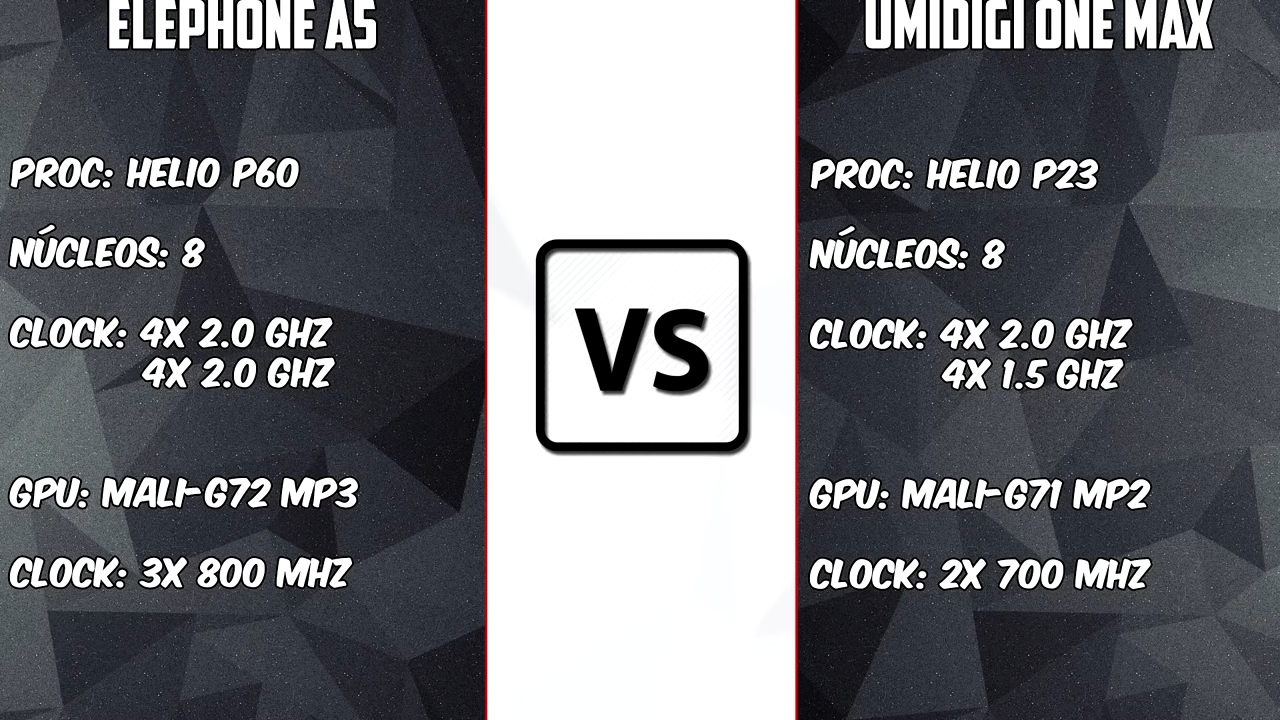 ELEPHONE A5
PROC: HELIO P60
NÚCLEOS: 8
CLOCK: 4X 2.0 GHZ
4X 2.0 GHZ
GPU: MALI-G72 MP3
CLOCK: 3X 800 MHZ
VS
UMIDIGI ONE MAX
PROC: HELIO P23
NÚCLEOS: 8
CLOCK: 4X 2.0 GHZ
4X 1.5 GHZ
GPU: MALI-G71 MP2
CLOCK: 2X 700 MHZ